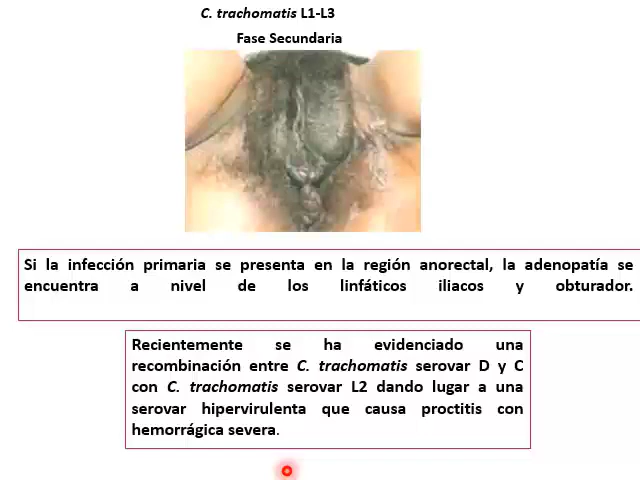 C. trachomatis L1-L3
Fase Secundaria
Si la infección primaria se presenta en la región anorectal, la adenopatía se
encuentra a nivel de los linfáticos iliacos y obturador.
Recientemente se ha evidenciado una
recombinación entre C. trachomatis serovar D y C
con C. trachomatis serovar L2 dando lugar a una
serovar hipervirulenta que causa proctitis con
hemorrágica severa.